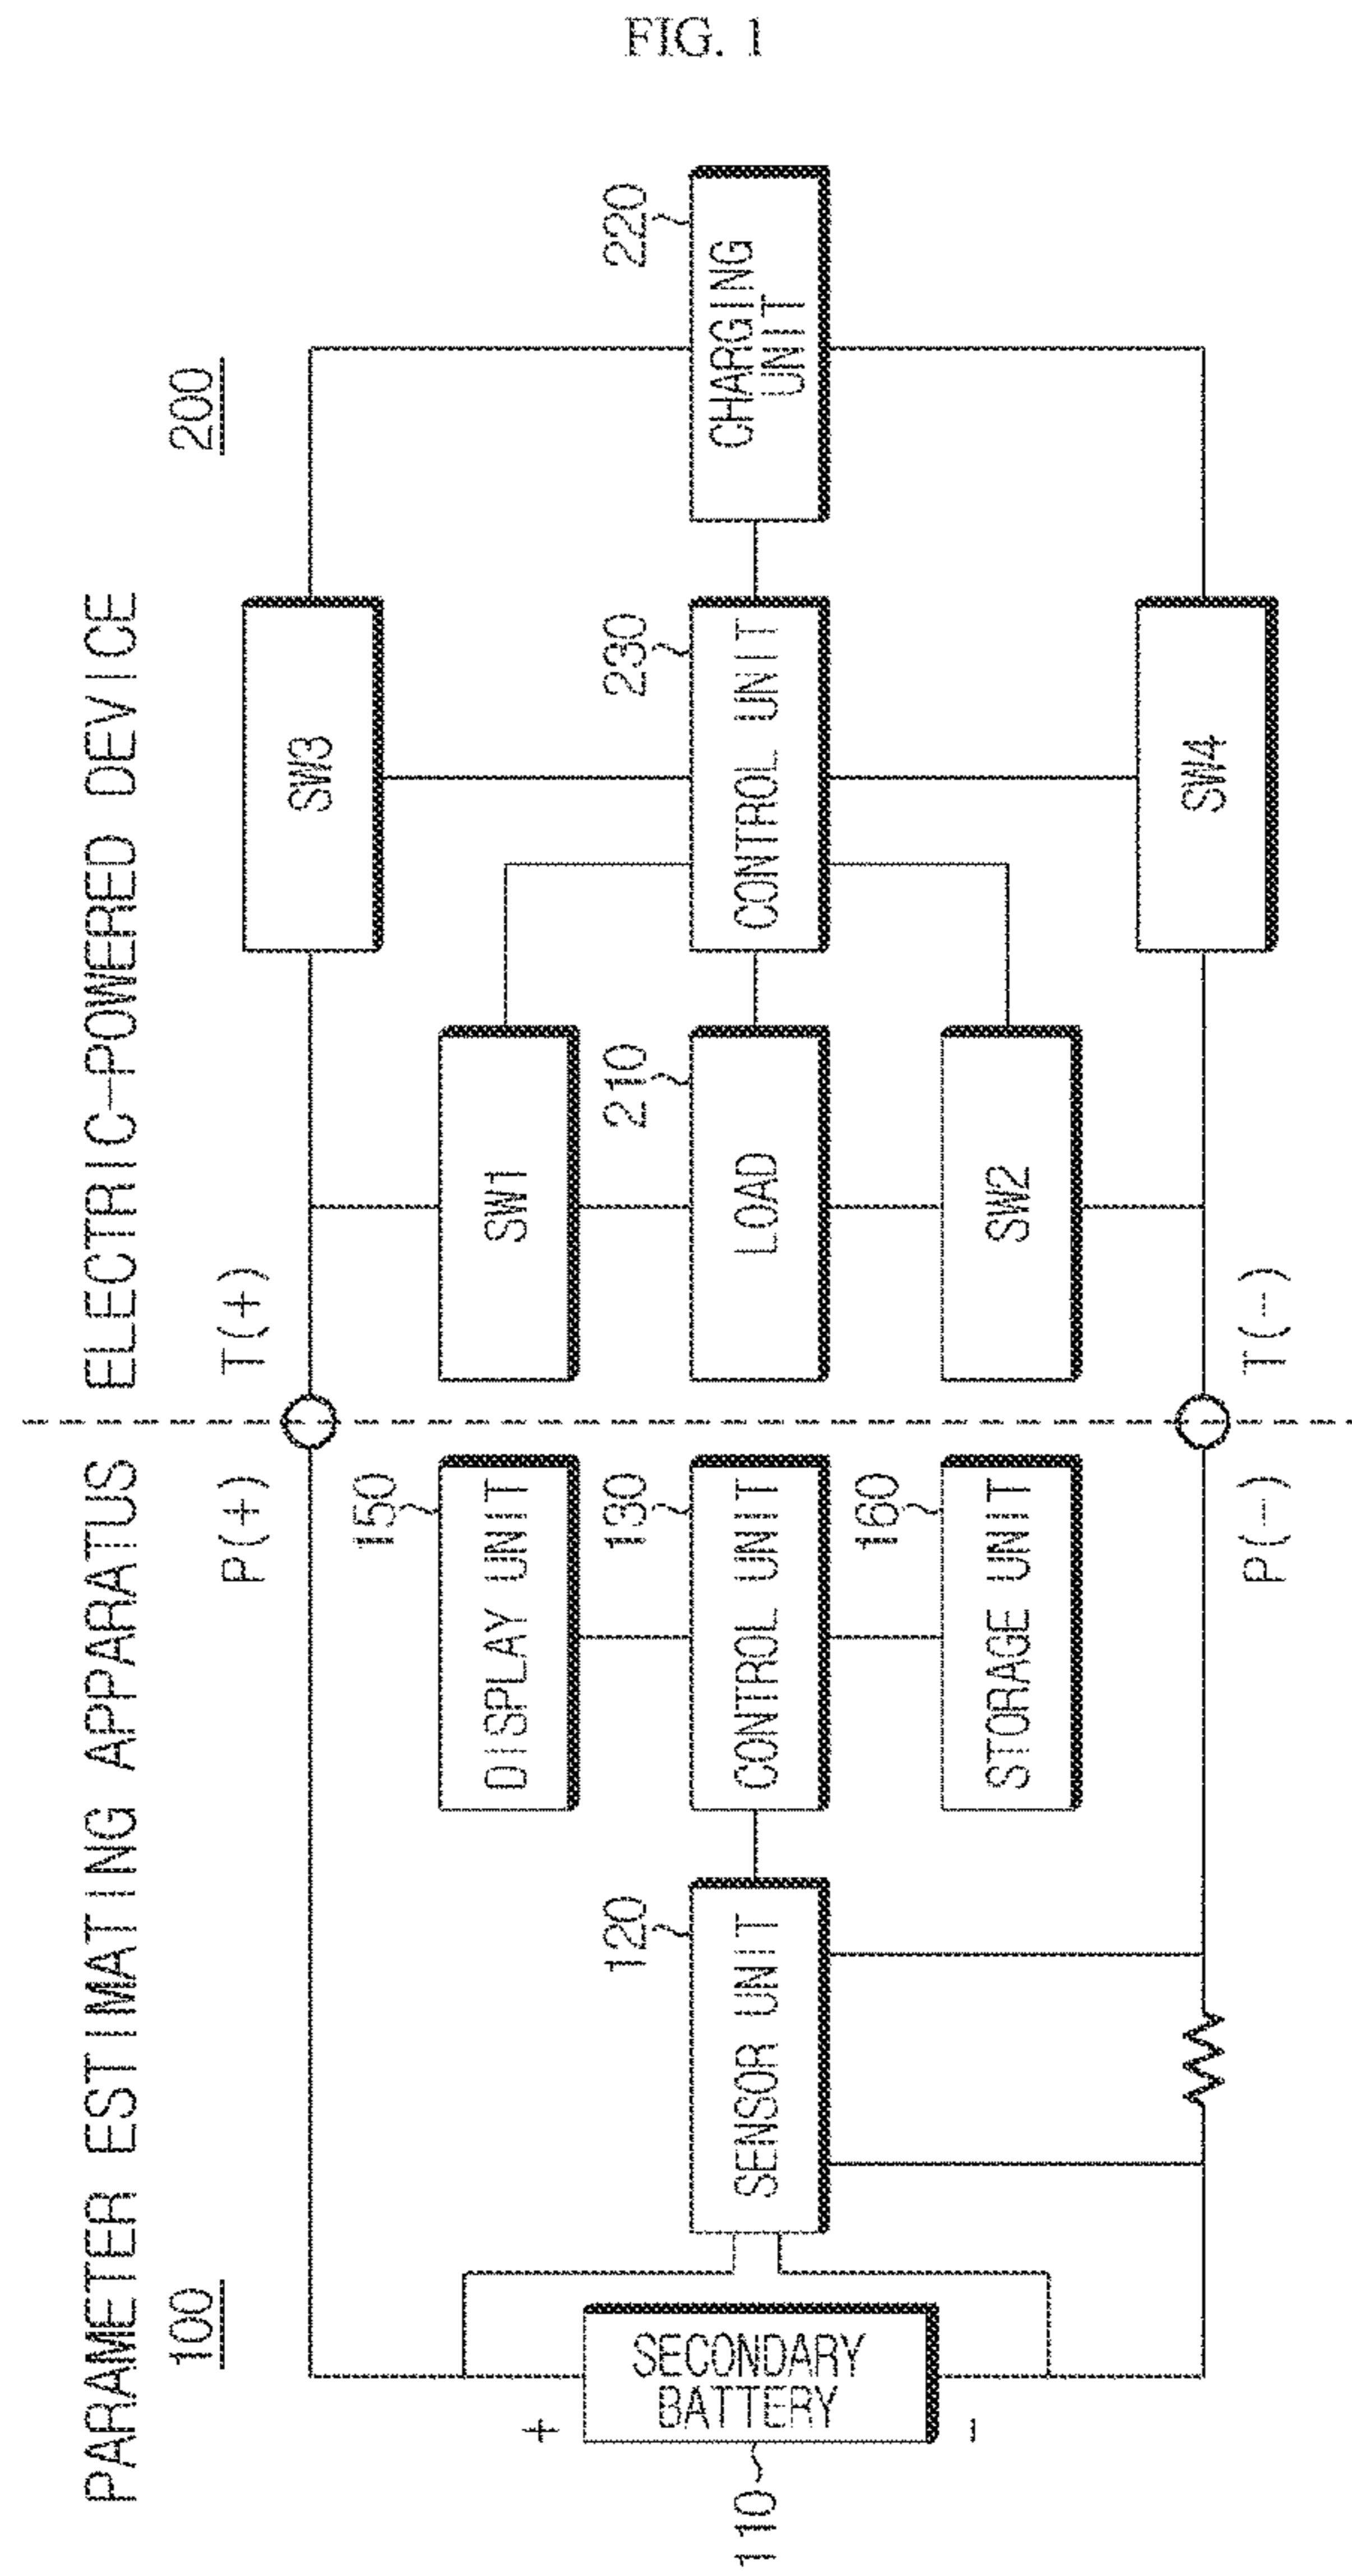 FIG. 1
PARAMETER ESTIMATING APPARATUS
ELECTRIC-POWERED DEVICE
100
200
P(+)
T(+)
150
DISPLAY UNIT
SW1
SW3
110
+
SECONDARY
BATTERY
-
120
SENSOR UNIT
130
CONTROL UNIT
210
LOAD
230
CONTROL UNIT
220
CHARGING
UNIT
160
STORAGE UNIT
SW2
SW4
P(-)
T(-)